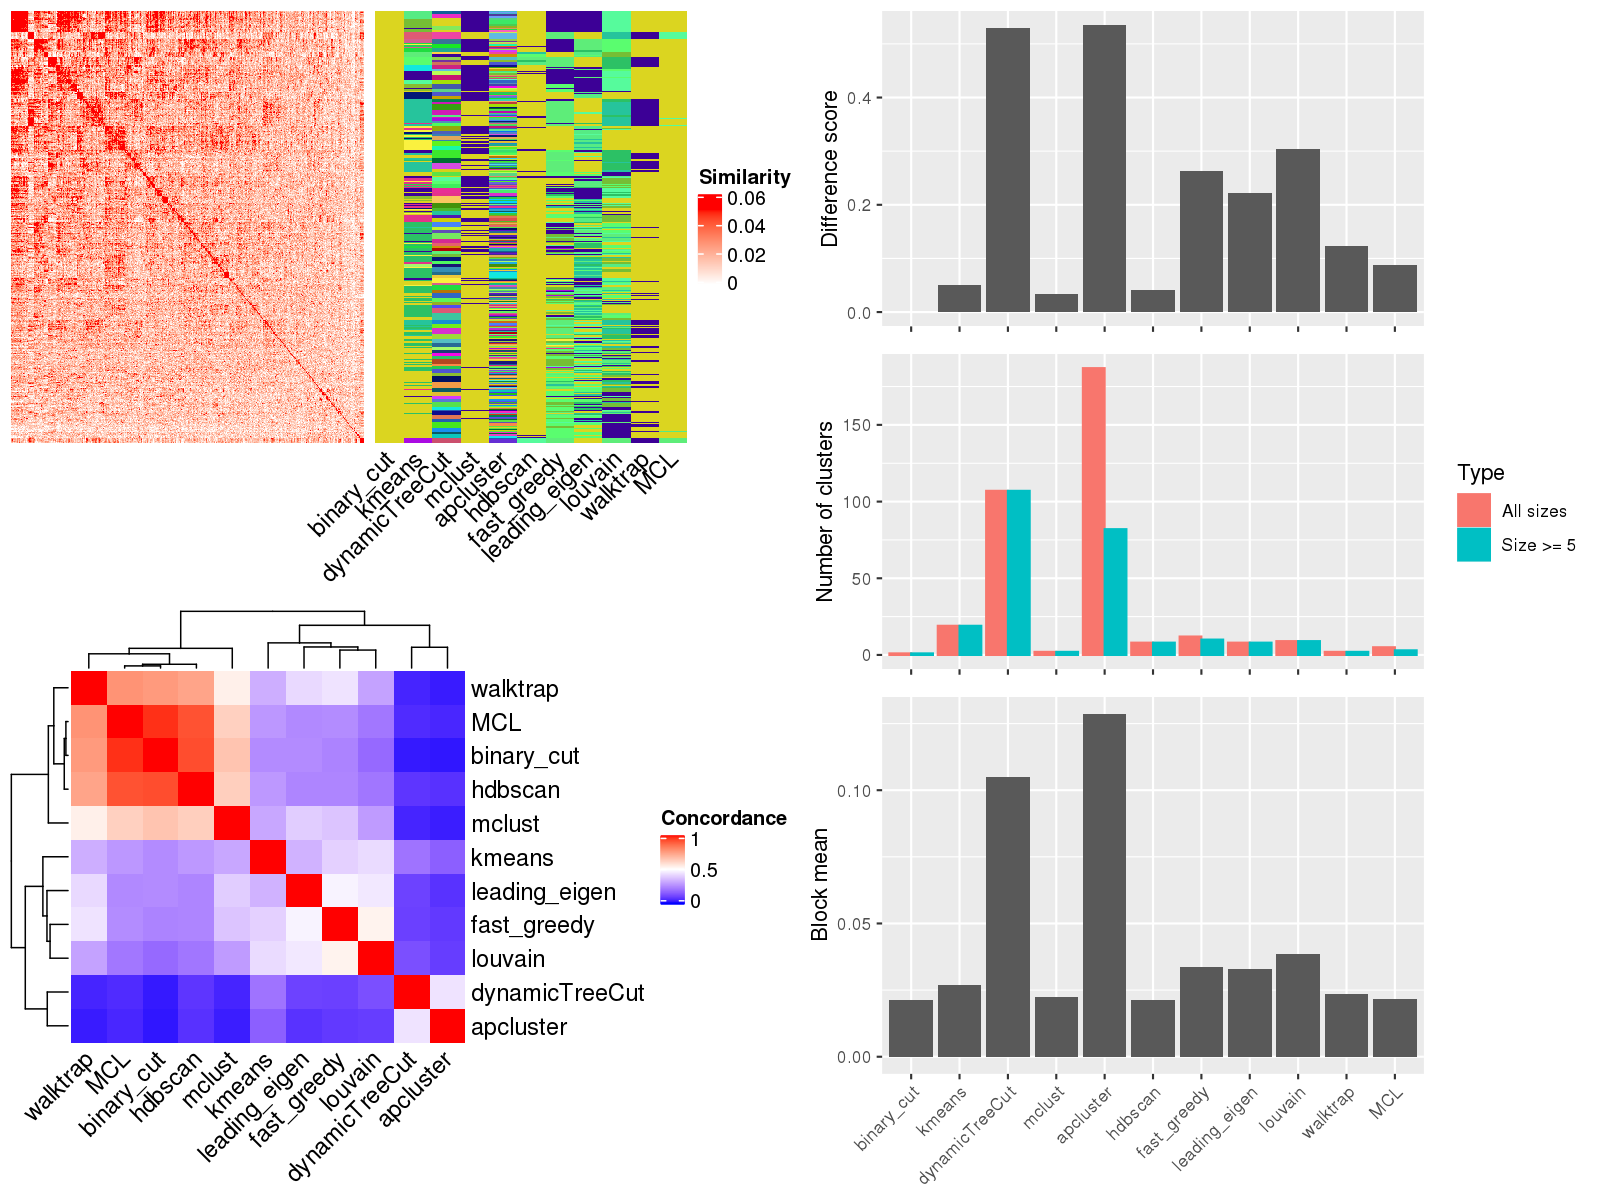 Similarity
0.06
0.04
0.02
0
binary_cut
kmeans
dynamicTreeCut
mclust
apcluster
hdbscan
fast_greedy
leading_eigen
louvain
walktrap
MCL
walktrap
MCL
binary_cut
hdbscan
mclust
kmeans
leading_eigen
fast_greedy
louvain
dynamicTreeCut
apcluster
Concordance
1
0.5
0
walktrap
MCL
binary_cut
hdbscan
mclust
kmeans
leading_eigen
fast_greedy
louvain
dynamicTreeCut
apcluster
Difference score
0.4
0.2
0.0
Number of clusters
150
100
50
0
Type
All sizes
Size >= 5
Block mean
0.10
0.05
0.00
binary_cut
kmeans
dynamicTreeCut
mclust
apcluster
hdbscan
fast_greedy
leading_eigen
louvain
walktrap
MCL